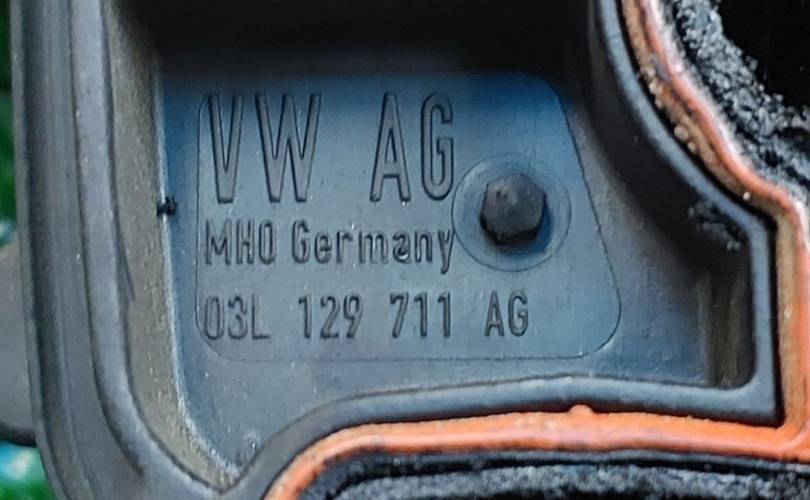 VW AG
MHO Germany
03L 129 711 AG